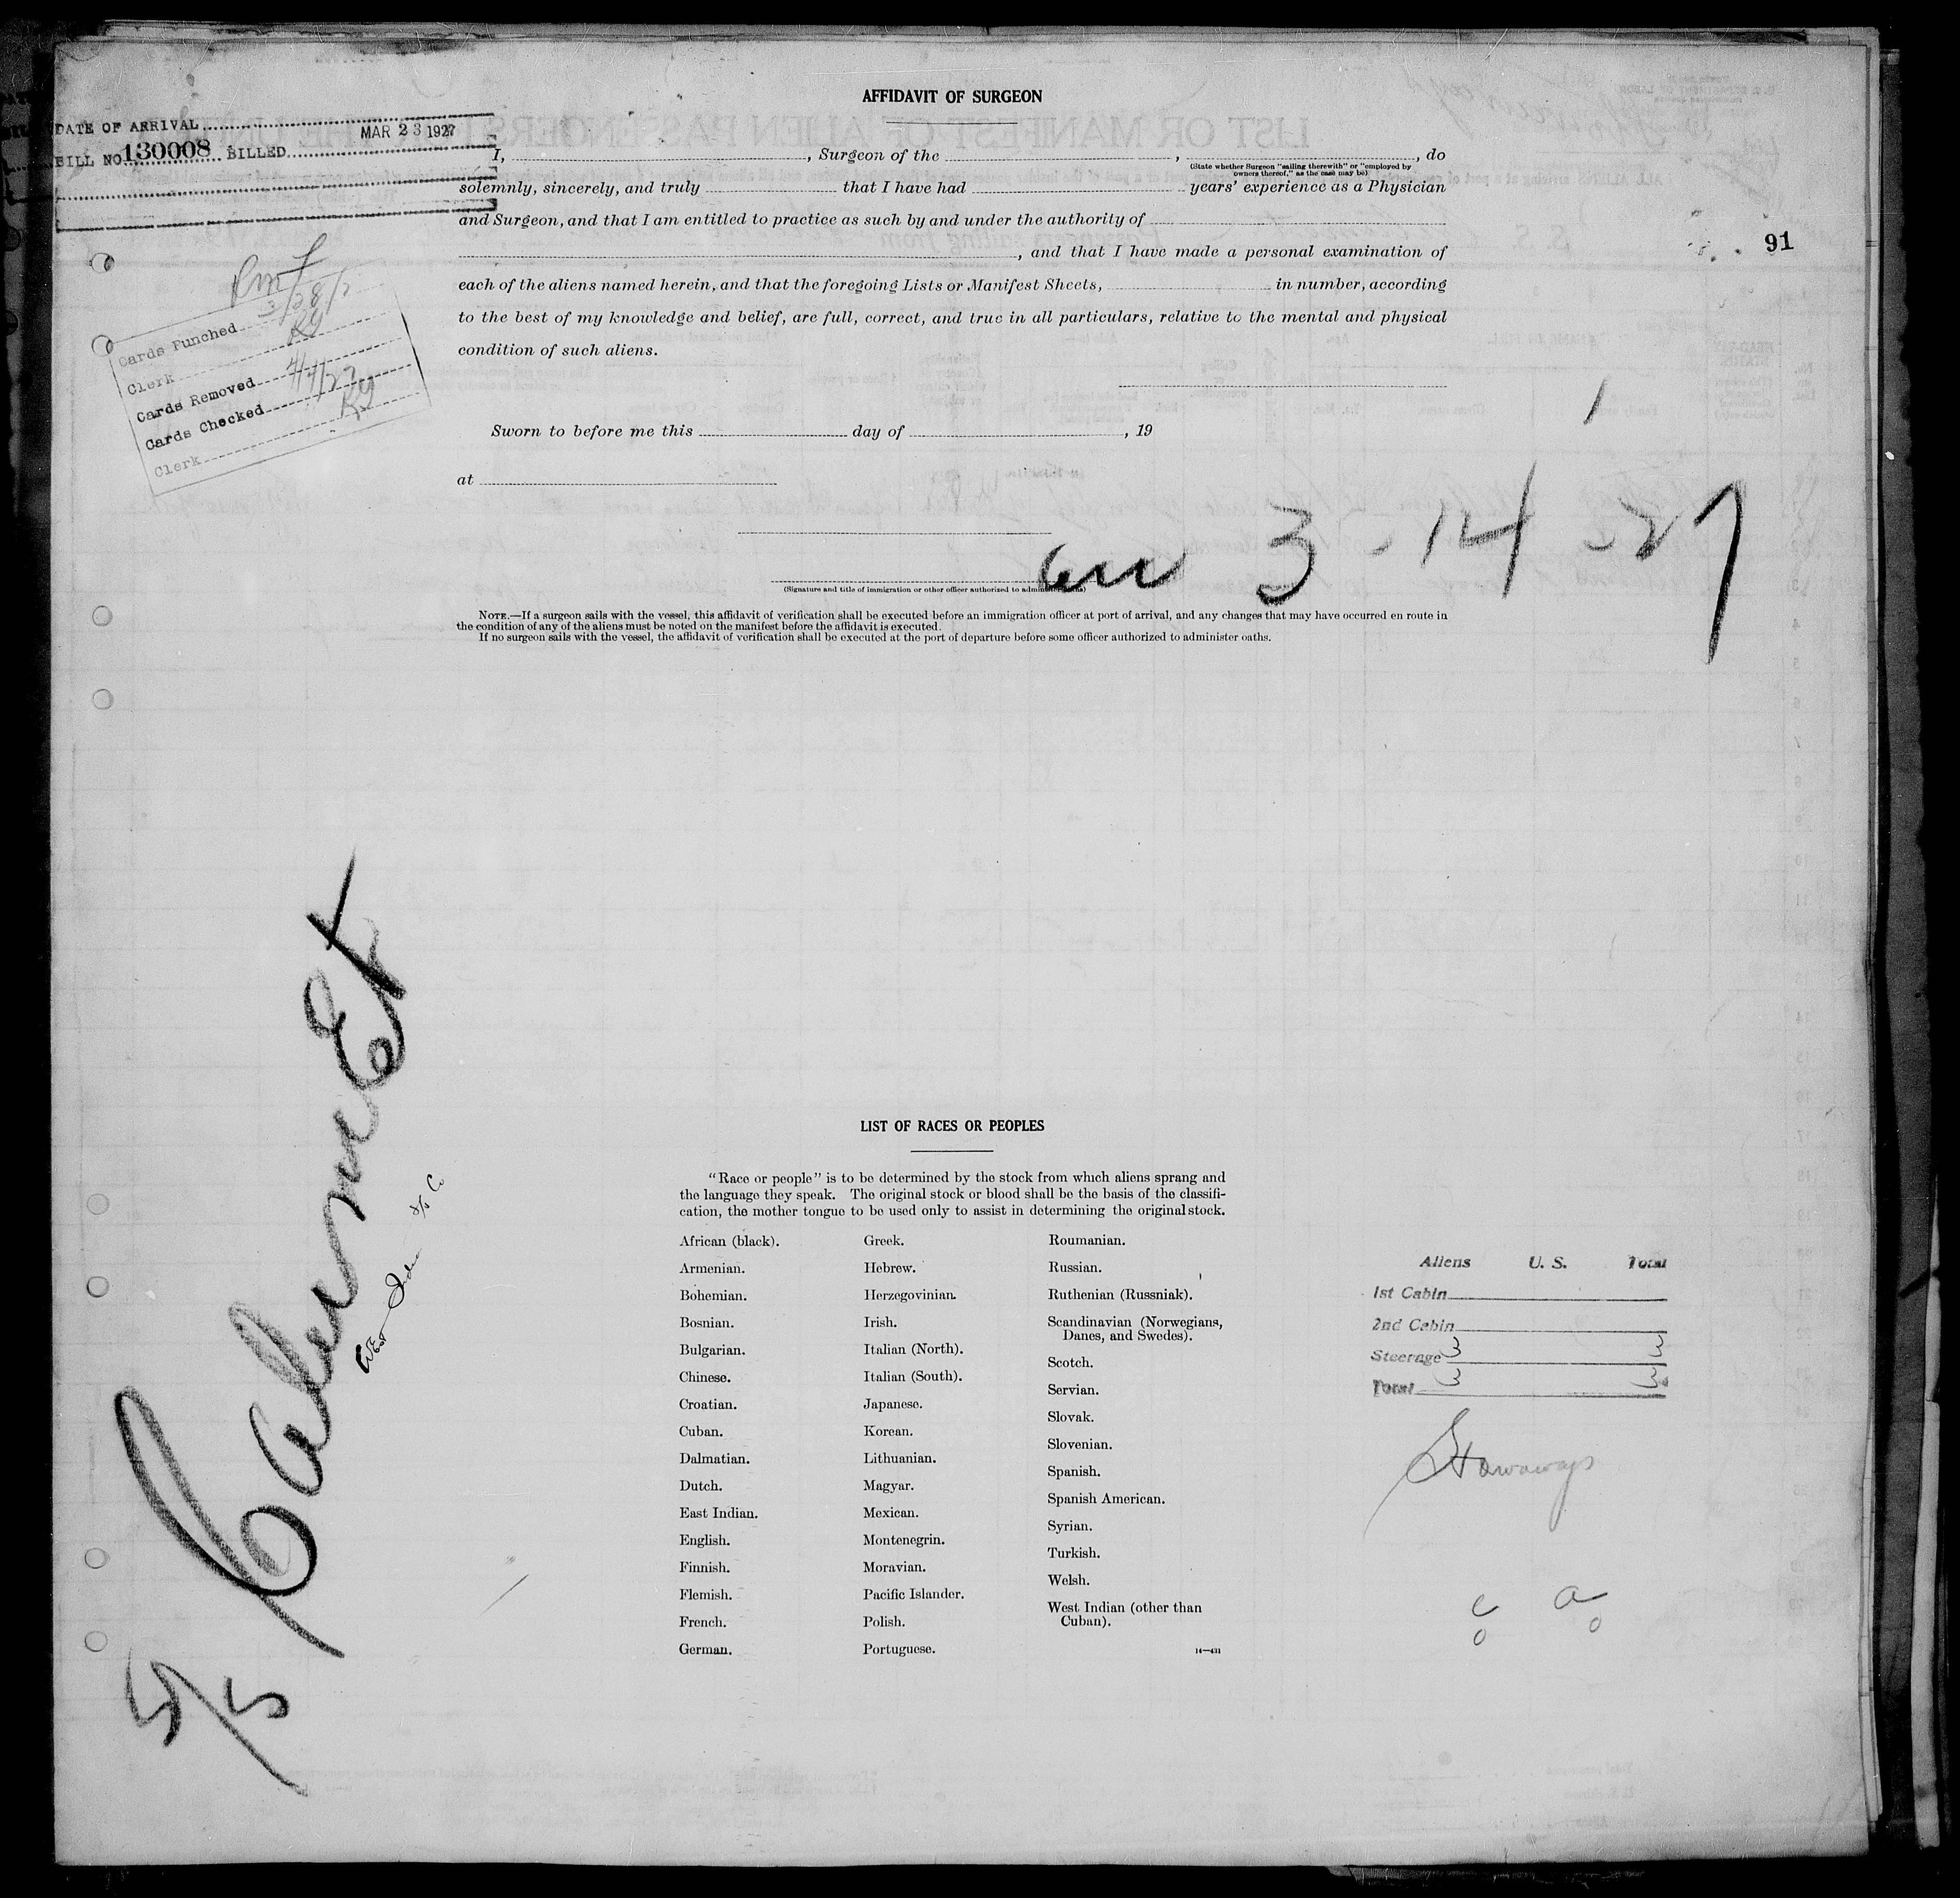 AFFIDAVIT OF SURGEON
DATE OF ARRIVAL MAR 23 1927
BILL NO. 130008 BILLED
I, , Surgeon of the , , do
(State whether Surgeon "sailing therewith" or "employed by
owners thereof," as the case may be)
solemnly, sincerely, and truly that I have had years' experience as a Physician
and Surgeon, and that I am entitled to practice as such by and under the authority of
, and that I have made a personal examination of
91
each of the aliens named herein, and that the foregoing Lists or Manifest Sheets, in number, according
to the best of my knowledge and belief, are full, correct, and true in all particulars, relative to the mental and physical
condition of such aliens.
Cards Punched 3/28/7
Clerk
Cards Removed 4/4/27
Cards Checked
Clerk
Sworn to before me this day of , 19
at
3-14-27
(Signature and title of immigration or other officer authorized to administer oaths)
NOTE.—If a surgeon sails with the vessel, this affidavit of verification shall be executed before an immigration officer at port of arrival, and any changes that may have occurred en route in
the condition of any of the aliens must be noted on the manifest before the affidavit is executed.
If no surgeon sails with the vessel, the affidavit of verification shall be executed at the port of departure before some officer authorized to administer oaths.
S/S Calumet
West India S/S Co
LIST OF RACES OR PEOPLES
"Race or people" is to be determined by the stock from which aliens sprang and
the language they speak. The original stock or blood shall be the basis of the classifi-
cation, the mother tongue to be used only to assist in determining the original stock.
African (black).
Armenian.
Bohemian.
Bosnian.
Bulgarian.
Chinese.
Croatian.
Cuban.
Dalmatian.
Dutch.
East Indian.
English.
Finnish.
Flemish.
French.
German.
Greek.
Hebrew.
Herzegovinian.
Irish.
Italian (North).
Italian (South).
Japanese.
Korean.
Lithuanian.
Magyar.
Mexican.
Montenegrin.
Moravian.
Pacific Islander.
Polish.
Portuguese.
Roumanian.
Russian.
Ruthenian (Russniak).
Scandinavian (Norwegians,
Danes, and Swedes).
Scotch.
Servian.
Slovak.
Slovenian.
Spanish.
Spanish American.
Syrian.
Turkish.
Welsh.
West Indian (other than
Cuban).
14—431
Aliens U. S. Total
1st Cabin
2nd Cabin
Steerage 3 3
Total 3 3
Stowaways
C a
0 0